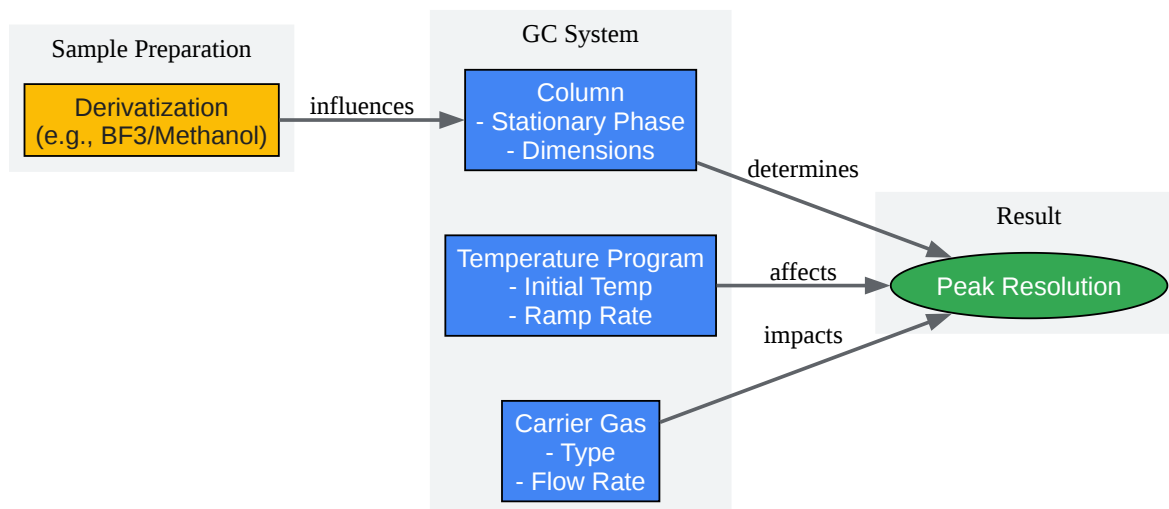 Sample Preparation
Derivatization
(e.g., BF3/Methanol)
influences
GC System
Column
- Stationary Phase
- Dimensions
determines
Temperature Program
- Initial Temp
- Ramp Rate
affects
Carrier Gas
- Type
- Flow Rate
impacts
Result
Peak Resolution